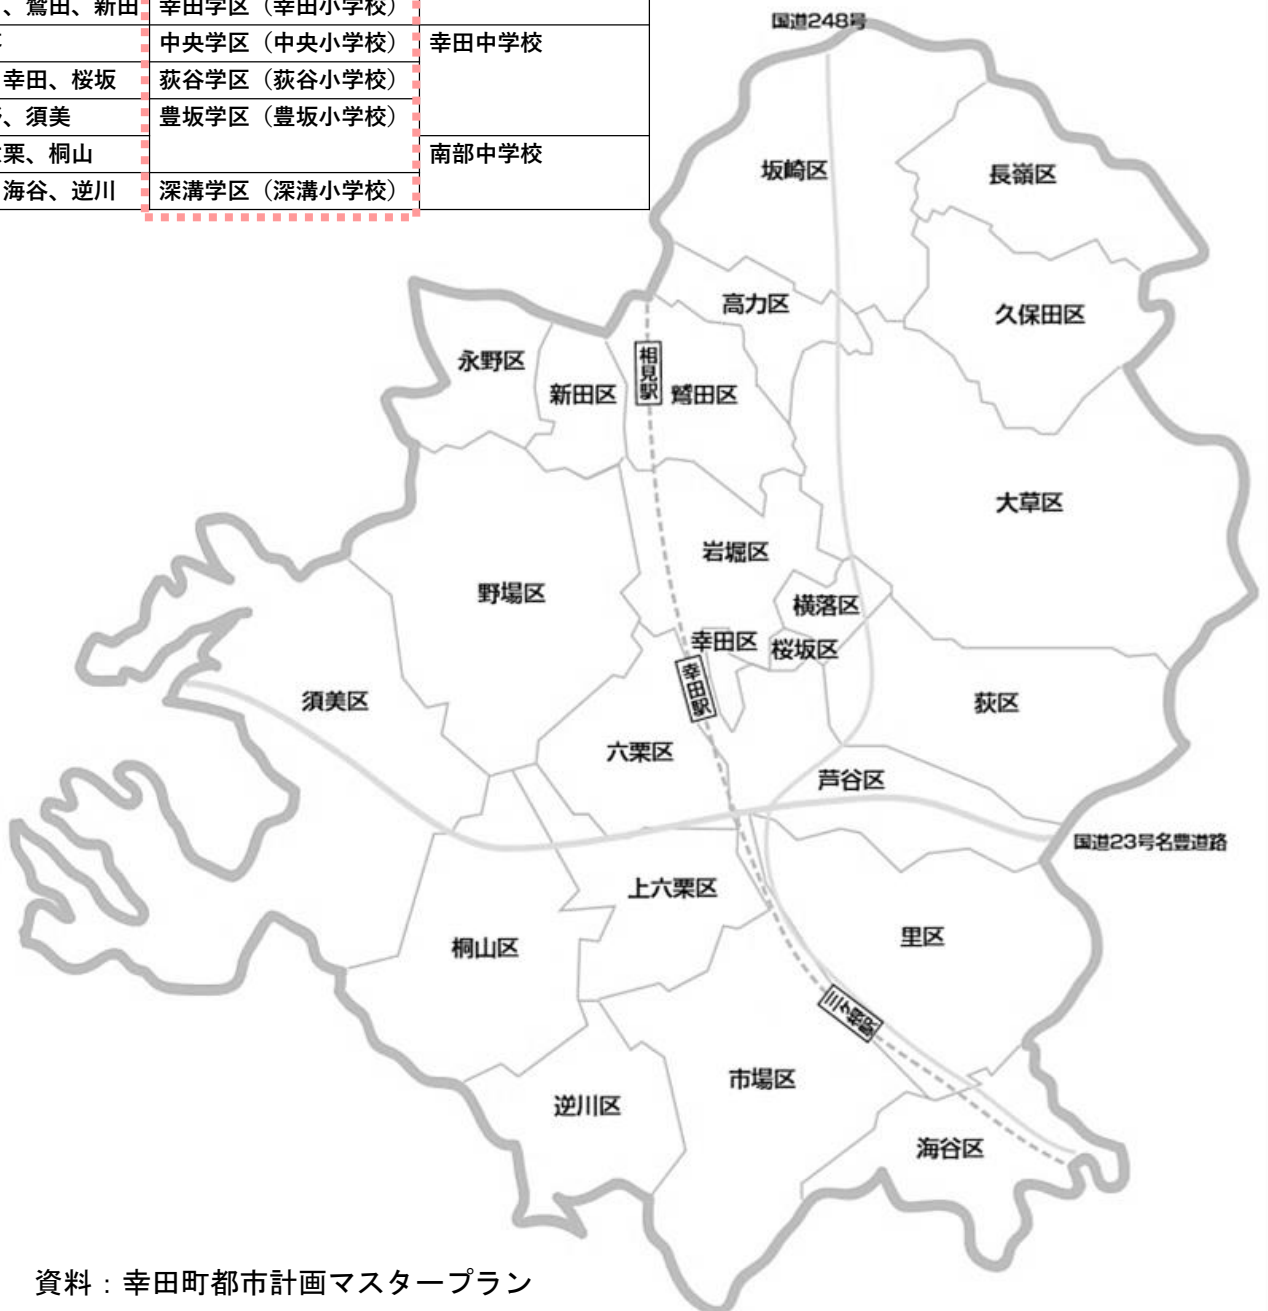 、鷲田、新田 幸田学区（幸田小学校）
中央学区（中央小学校） 幸田中学校
幸田、桜坂 荻谷学区（荻谷小学校）
、須美 豊坂学区（豊坂小学校）
栗、桐山 南部中学校
海谷、逆川 深溝学区（深溝小学校）
国道248号
坂崎区
長嶺区
高力区
久保田区
永野区
相見駅
新田区
鷲田区
大草区
岩堀区
野場区
横落区
幸田区
桜坂区
幸田駅
須美区
荻区
六栗区
芦谷区
国道23号名豊道路
上六栗区
里区
桐山区
三ヶ根駅
市場区
逆川区
海谷区
資料：幸田町都市計画マスタープラン